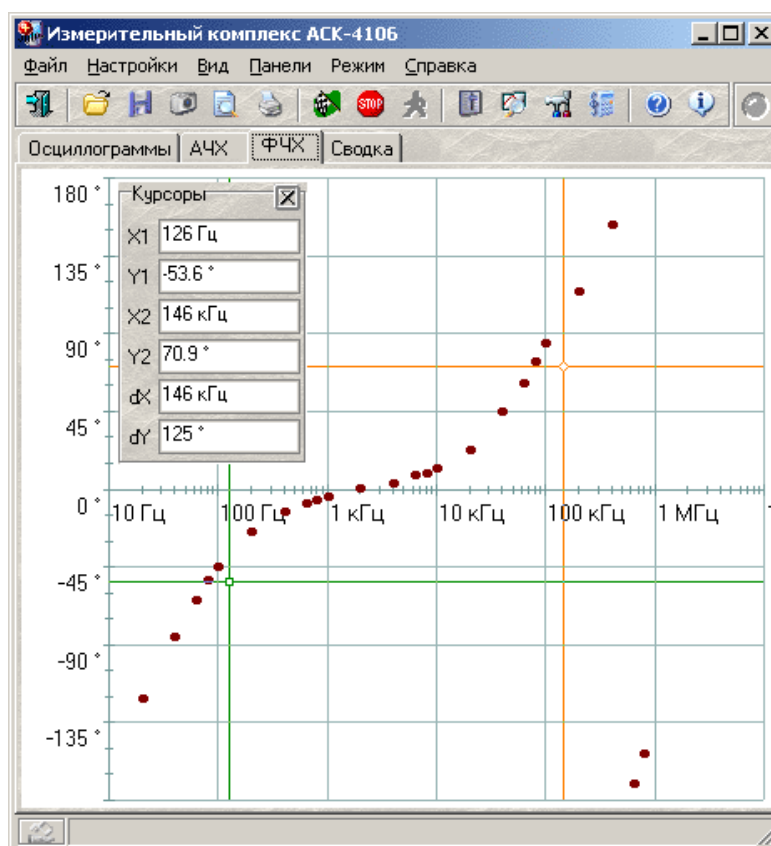 Измерительный комплекс АСК-4106
Файл Настройки Вид Панели Режим Справка
STOP
Осциллограммы АЧХ ФЧХ Сводка
Курсоры
X1 126 Гц
Y1 -53.6 °
X2 146 кГц
Y2 70.9 °
dX 146 кГц
dY 125 °
180 °
135 °
90 °
45 °
0 °
-45 °
-90 °
-135 °
10 Гц 100 Гц 1 кГц 10 кГц 100 кГц 1 МГц